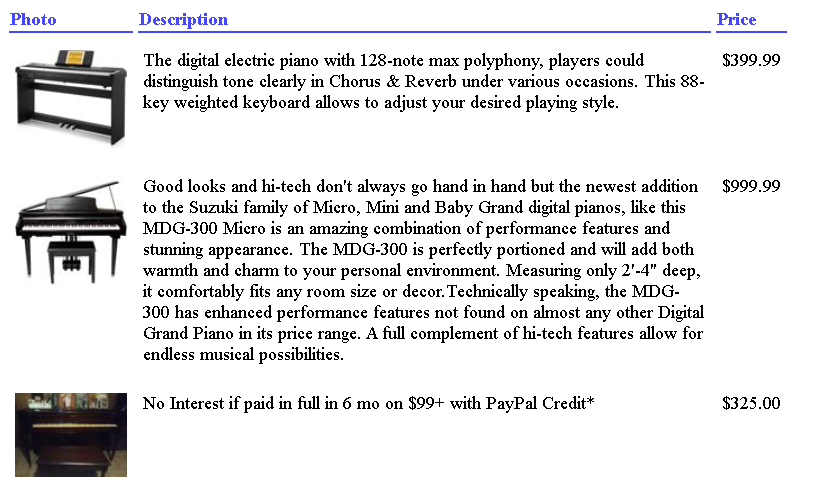 Photo Description Price
The digital electric piano with 128-note max polyphony, players could $399.99
distinguish tone clearly in Chorus & Reverb under various occasions. This 88-
key weighted keyboard allows to adjust your desired playing style.
Good looks and hi-tech don't always go hand in hand but the newest addition $999.99
to the Suzuki family of Micro, Mini and Baby Grand digital pianos, like this
MDG-300 Micro is an amazing combination of performance features and
stunning appearance. The MDG-300 is perfectly portioned and will add both
warmth and charm to your personal environment. Measuring only 2'-4" deep,
it comfortably fits any room size or decor.Technically speaking, the MDG-
300 has enhanced performance features not found on almost any other Digital
Grand Piano in its price range. A full complement of hi-tech features allow for
endless musical possibilities.
No Interest if paid in full in 6 mo on $99+ with PayPal Credit* $325.00